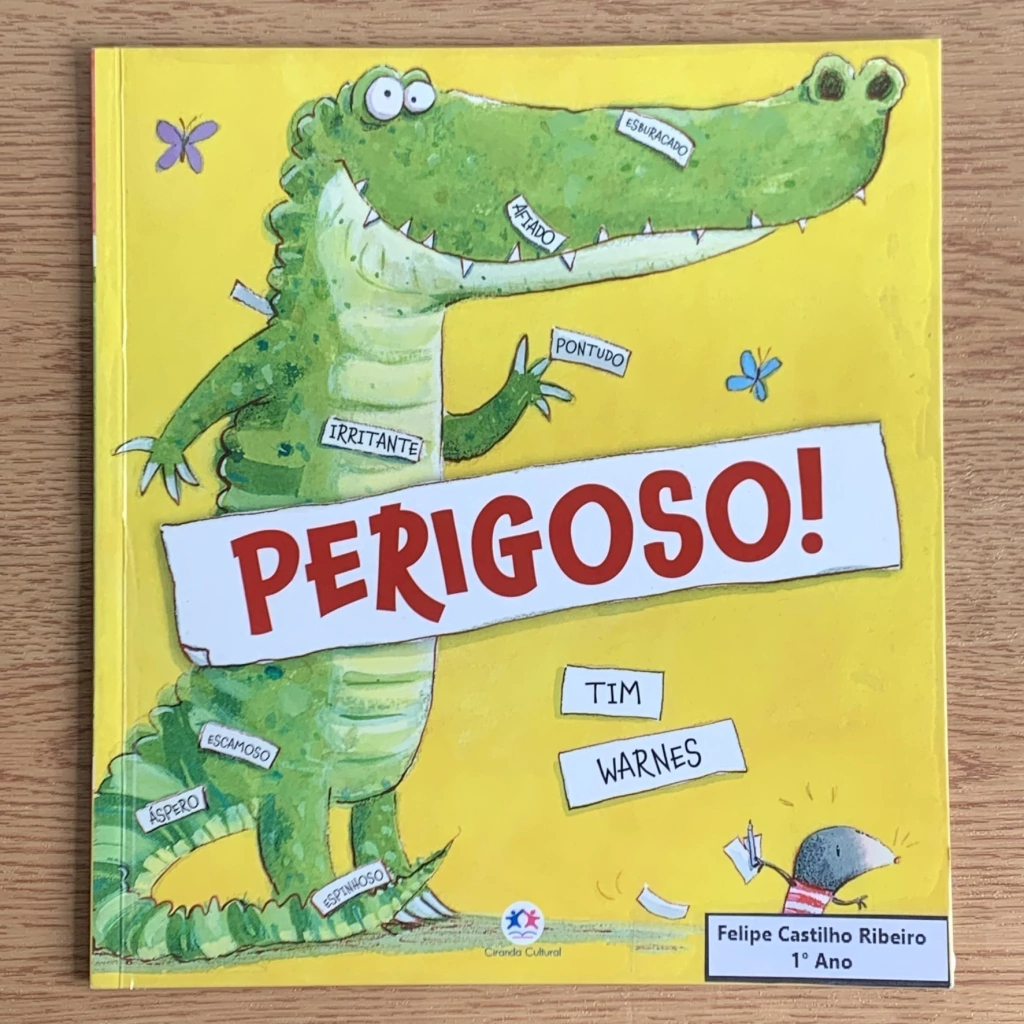 ESBURACADO
AFIADO
PONTUDO
IRRITANTE
PERIGOSO!
TIM
WARNES
ESCAMOSO
ÁSPERO
ESPINHOSO
Ciranda Cultural
Felipe Castilho Ribeiro
1° Ano